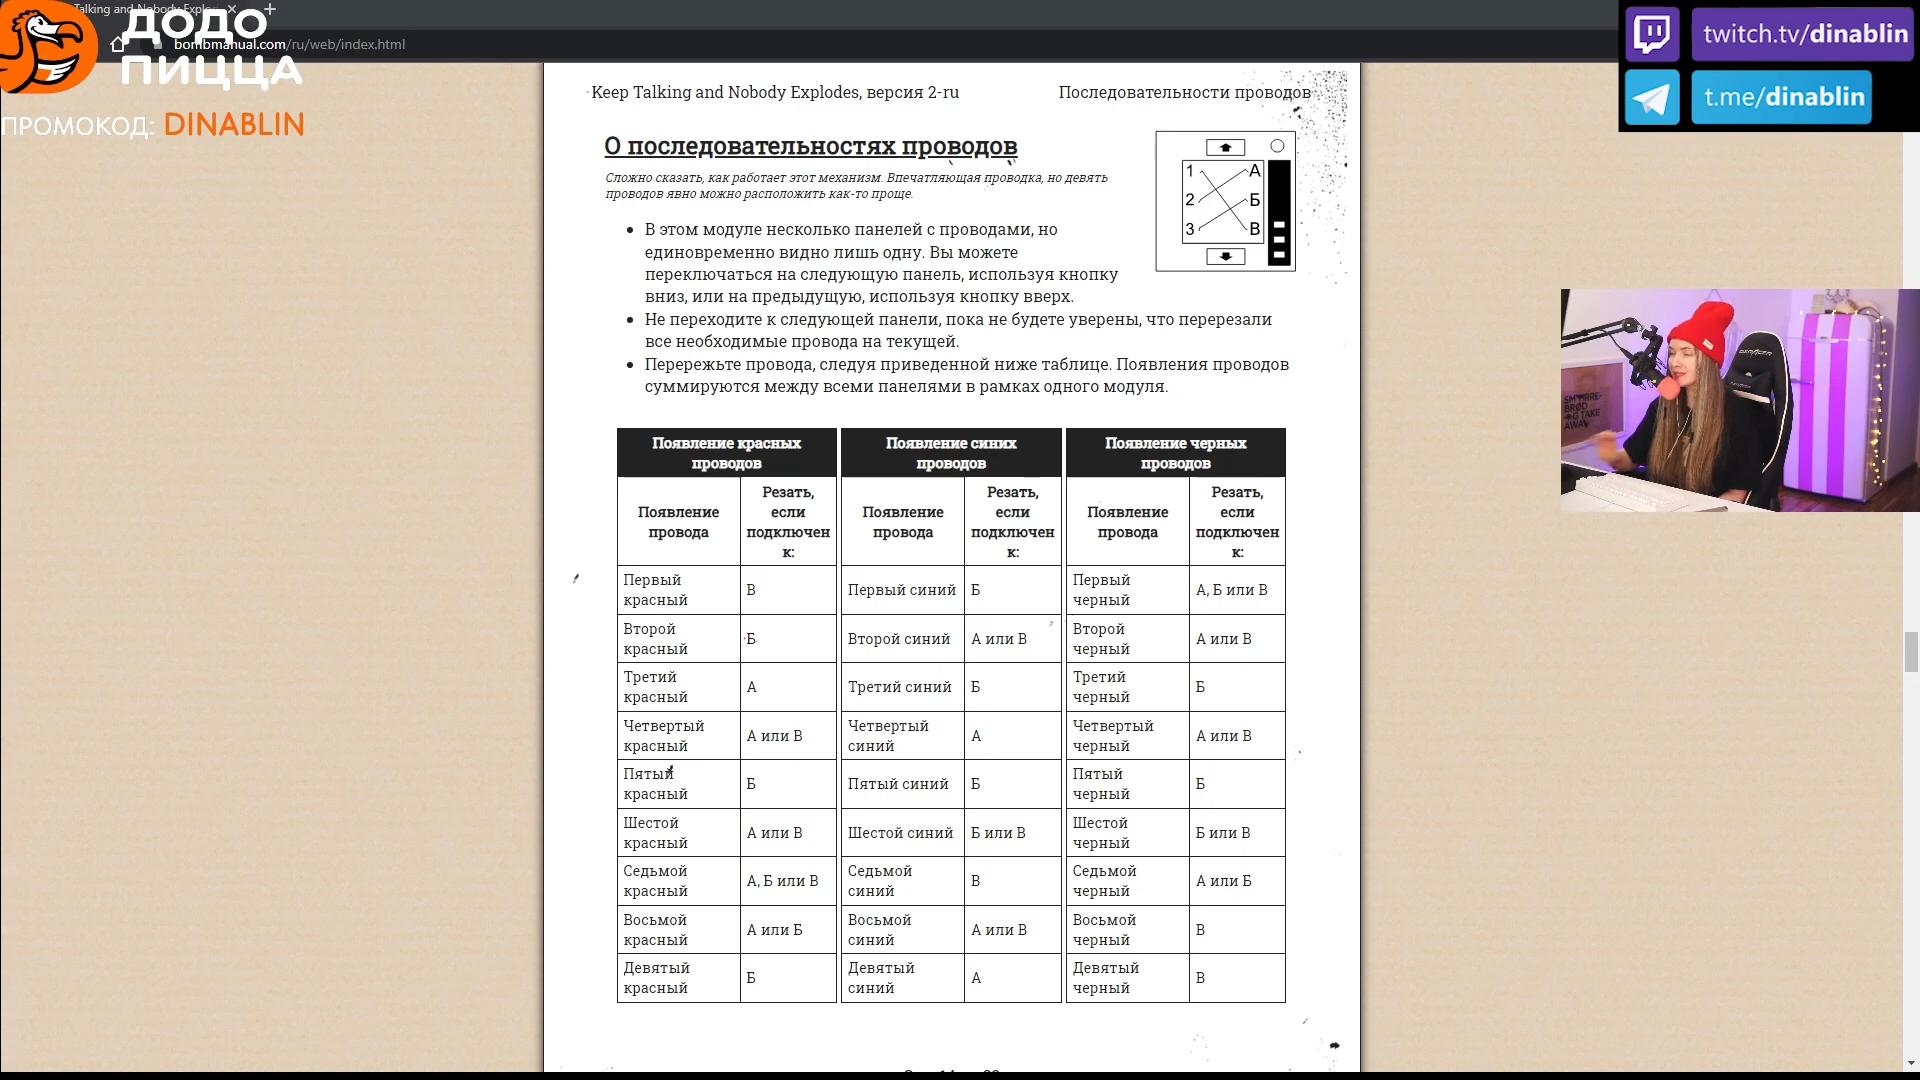 Talking and Nobody Explo
bombmanual.com/ru/web/index.html
ДОДО
ПИЦЦА
ПРОМОКОД: DINABLIN
twitch.tv/dinablin
t.me/dinablin
Keep Talking and Nobody Explodes, версия 2-ru
Последовательности проводов
О последовательностях проводов
Сложно сказать, как работает этот механизм. Впечатляющая проводка, но девять
проводов явно можно расположить как-то проще.
1 А
2 Б
3 В
• В этом модуле несколько панелей с проводами, но
единовременно видно лишь одну. Вы можете
переключаться на следующую панель, используя кнопку
вниз, или на предыдущую, используя кнопку вверх.
• Не переходите к следующей панели, пока не будете уверены, что перерезали
все необходимые провода на текущей.
• Перережьте провода, следуя приведенной ниже таблице. Появления проводов
суммируются между всеми панелями в рамках одного модуля.
Появление красных
проводов
Появление
провода
Резать,
если
подключен
к:
Первый
красный
В
Второй
красный
Б
Третий
красный
А
Четвертый
красный
А или В
Пятый
красный
Б
Шестой
красный
А или В
Седьмой
красный
А, Б или В
Восьмой
красный
А или Б
Девятый
красный
Б
Появление синих
проводов
Появление
провода
Резать,
если
подключен
к:
Первый синий
Б
Второй синий
А или В
Третий синий
Б
Четвертый
синий
А
Пятый синий
Б
Шестой синий
Б или В
Седьмой
синий
В
Восьмой
синий
А или В
Девятый
синий
А
Появление черных
проводов
Появление
провода
Резать,
если
подключен
к:
Первый
черный
А, Б или В
Второй
черный
А или В
Третий
черный
Б
Четвертый
черный
А или В
Пятый
черный
Б
Шестой
черный
Б или В
Седьмой
черный
А или Б
Восьмой
черный
В
Девятый
черный
В